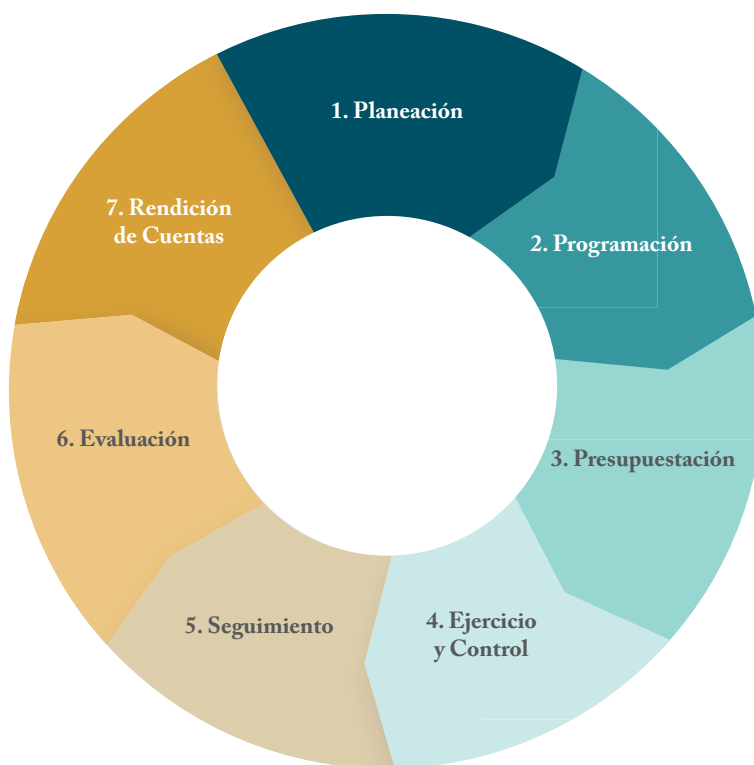 1. Planeación
2. Programación
3. Presupuestación
4. Ejercicio
y Control
5. Seguimiento
6. Evaluación
7. Rendición
de Cuentas